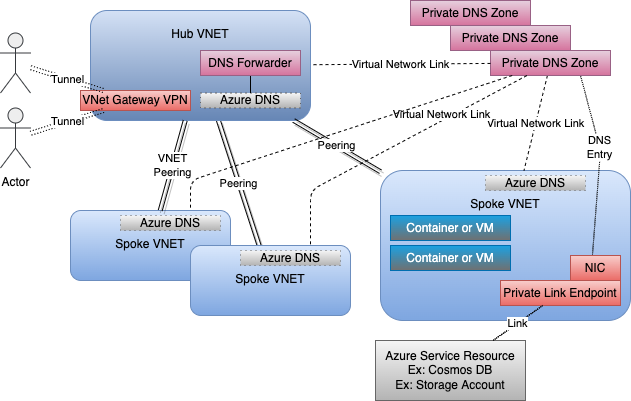 Private DNS Zone
Hub VNET
Private DNS Zone
DNS Forwarder
Virtual Network Link
Private DNS Zone
Tunnel
VNet Gateway VPN
Azure DNS
Tunnel
Virtual Network Link
Virtual Network Link
Peering
DNS
Entry
VNET
Peering
Actor
Peering
Azure DNS
Spoke VNET
Azure DNS
Spoke VNET
Container or VM
Azure DNS
Spoke VNET
Container or VM
NIC
Private Link Endpoint
Link
Azure Service Resource
Ex: Cosmos DB
Ex: Storage Account